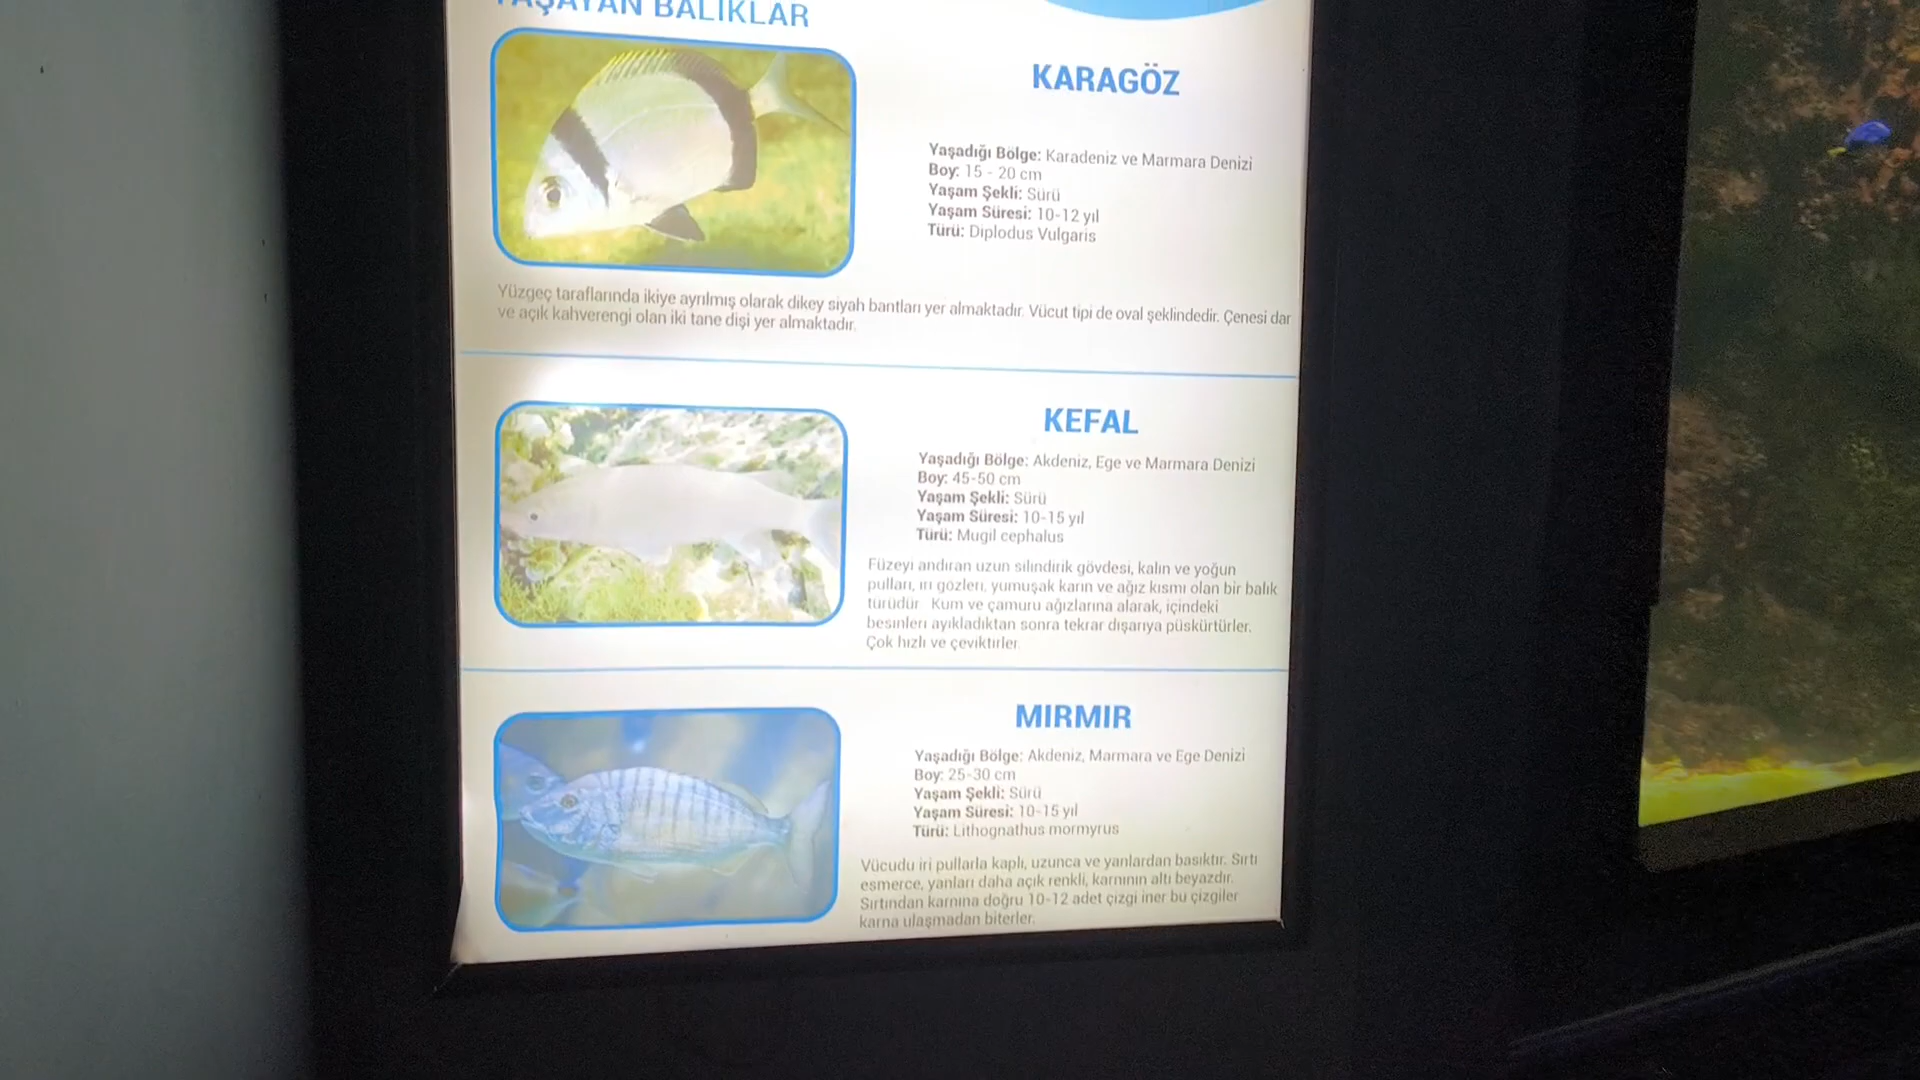 YAŞAYAN BALIKLAR
KARAGÖZ
Yaşadığı Bölge: Karadeniz ve Marmara Denizi
Boy: 15 - 20 cm
Yaşam Şekli: Sürü
Yaşam Süresi: 10-12 yıl
Türü: Diplodus Vulgaris
Yüzgeç taraflarında ikiye ayrılmış olarak dikey siyah bantları yer almaktadır. Vücut tipi de oval şeklindedir. Çenesi dar
ve açık kahverengi olan iki tane dişi yer almaktadır.
KEFAL
Yaşadığı Bölge: Akdeniz, Ege ve Marmara Denizi
Boy: 45-50 cm
Yaşam Şekli: Sürü
Yaşam Süresi: 10-15 yıl
Türü: Mugil cephalus
Füzeyi andıran uzun silindirik gövdesi, kalın ve yoğun
pulları, iri gözleri, yumuşak karın ve ağız kısmı olan bir balık
türüdür. Kum ve çamuru ağızlarına alarak, içindeki
besinleri ayıkladıktan sonra tekrar dışarıya püskürtürler.
Çok hızlı ve çeviktirler.
MIRMIR
Yaşadığı Bölge: Akdeniz, Marmara ve Ege Denizi
Boy: 25-30 cm
Yaşam Şekli: Sürü
Yaşam Süresi: 10-15 yıl
Türü: Lithognathus mormyrus
Vücudu iri pullarla kaplı, uzunca ve yanlardan basıktır. Sırtı
esmerce, yanları daha açık renkli, karnının altı beyazdır.
Sırtından karnına doğru 10-12 adet çizgi iner bu çizgiler
karna ulaşmadan biterler.